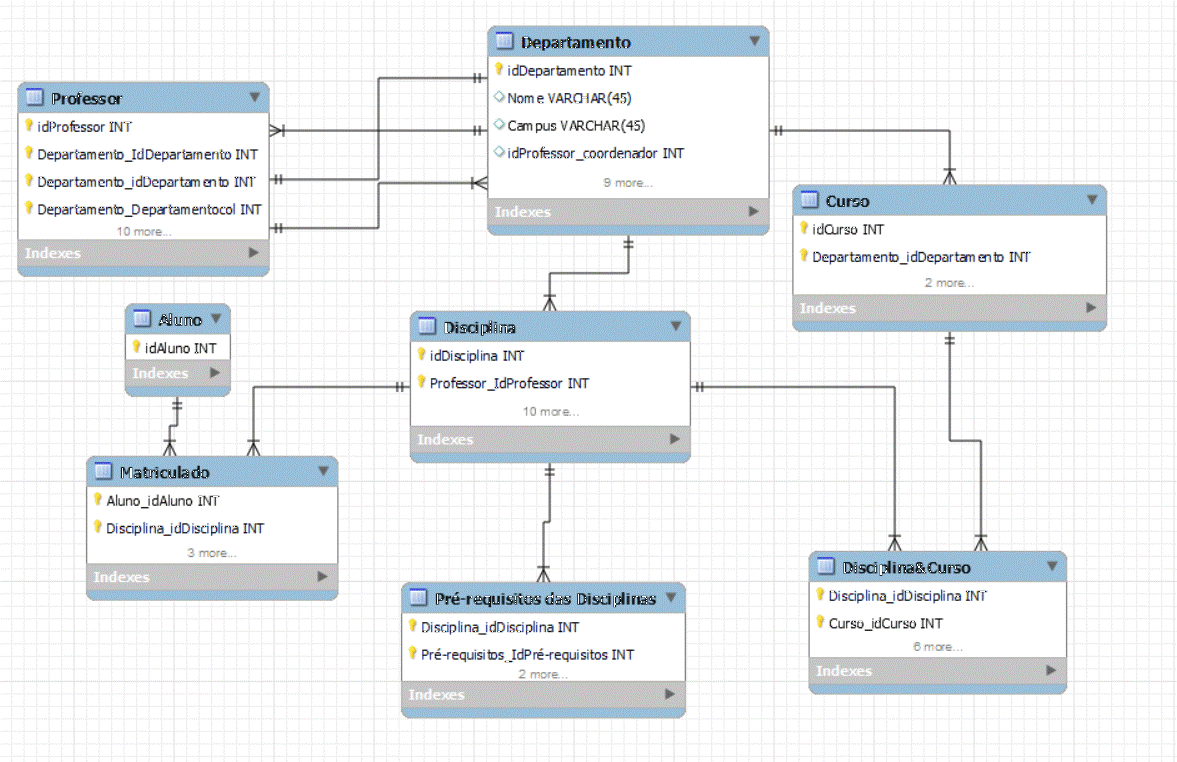 Departamento
idDepartamento INT
Nome VARCHAR(45)
Campus VARCHAR(45)
idProfessor_coordenador INT
9 more...
Indexes
Professor
idProfessor INT
Departamento_IdDepartamento INT
Departamento_idDepartamento INT
Departamento_Departamentocol INT
10 more...
Indexes
Curso
idCurso INT
Departamento_idDepartamento INT
2 more...
Indexes
Aluno
idAluno INT
Indexes
Disciplina
idDisciplina INT
Professor_IdProfessor INT
10 more...
Indexes
Matriculado
Aluno_idAluno INT
Disciplina_idDisciplina INT
3 more...
Indexes
Pré-requisitos das Disciplinas
Disciplina_idDisciplina INT
Pré-requisitos_IdPré-requisitos INT
2 more...
Indexes
Disciplina&Curso
Disciplina_idDisciplina INT
Curso_idCurso INT
6 more...
Indexes